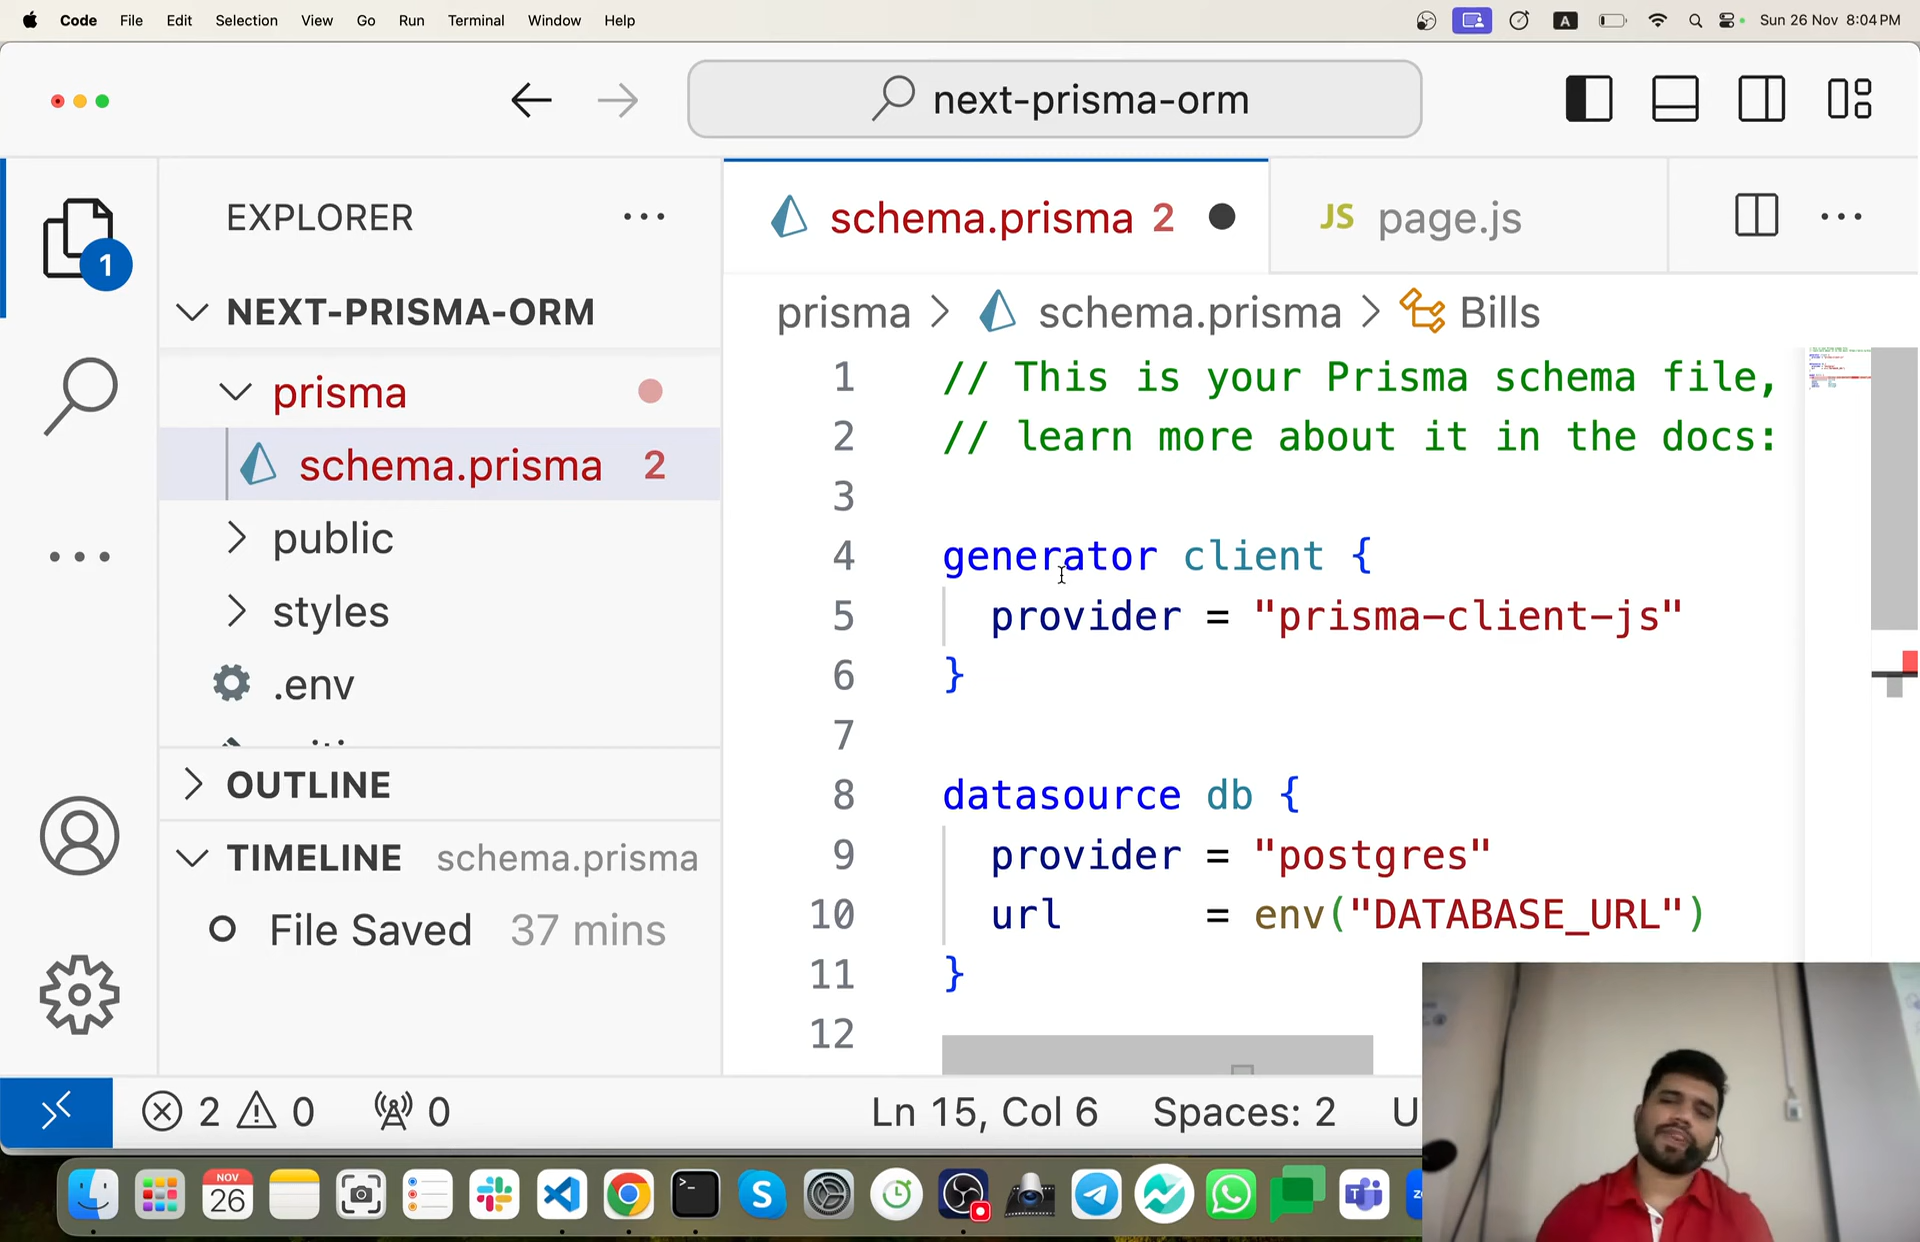 Code File Edit Selection View Go Run Terminal Window Help
A
Sun 26 Nov 8:04 PM
next-prisma-orm
1
EXPLORER
NEXT-PRISMA-ORM
prisma
schema.prisma 2
public
styles
.env
OUTLINE
TIMELINE schema.prisma
File Saved 37 mins
schema.prisma 2
JS page.js
prisma > schema.prisma > Bills
1 // This is your Prisma schema file,
2 // learn more about it in the docs:
3
4 generator client {
5 provider = "prisma-client-js"
6 }
7
8 datasource db {
9 provider = "postgres"
10 url = env("DATABASE_URL")
11 }
12
2 0 0
Ln 15, Col 6 Spaces: 2 U
NOV
26
S
T